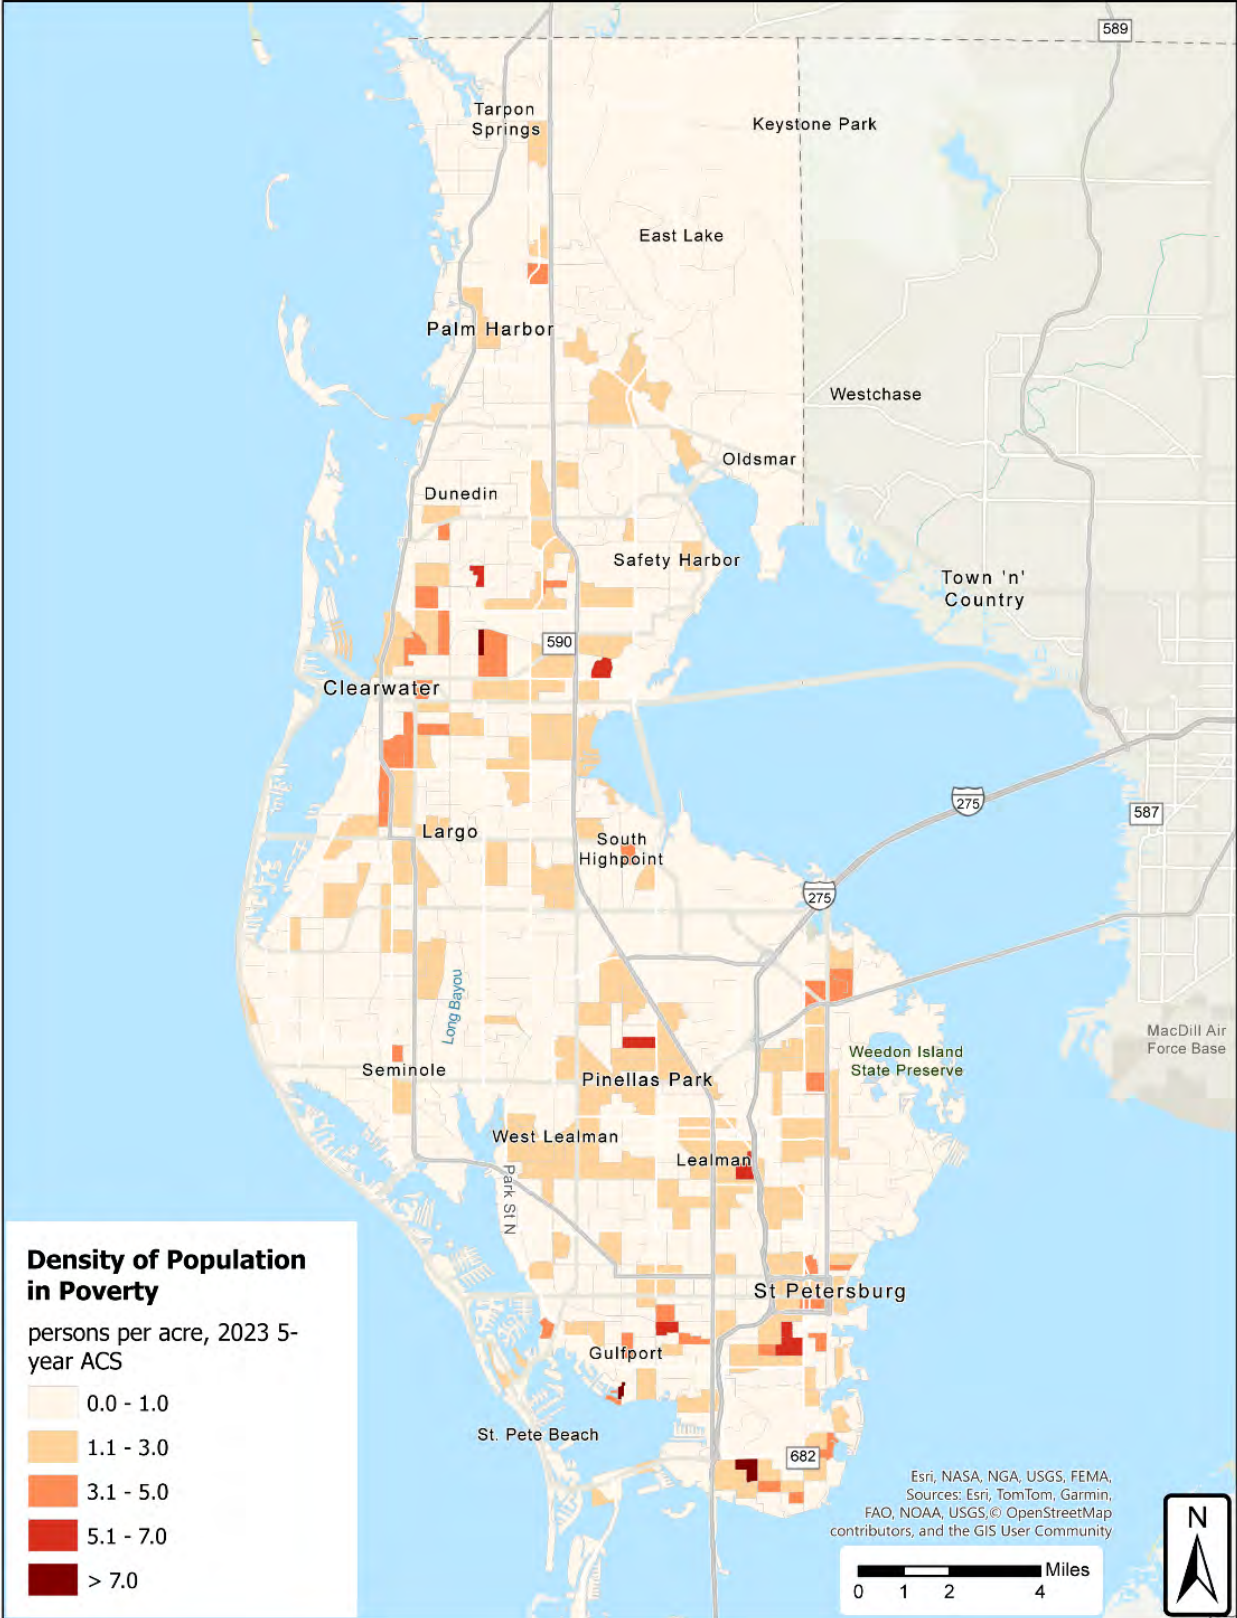 589
Tarpon
Springs
Keystone Park
East Lake
Palm Harbor
Westchase
Oldsmar
Dunedin
Safety Harbor
Town 'n'
Country
590
Clearwater
275
587
Largo
South
Highpoint
275
Long Bayou
MacDill Air
Force Base
Weedon Island
State Preserve
Seminole
Pinellas Park
West Lealman
Lealman
Park St N
St Petersburg
Gulfport
St. Pete Beach
682
Density of Population
in Poverty
persons per acre, 2023 5-
year ACS
0.0 - 1.0
1.1 - 3.0
3.1 - 5.0
5.1 - 7.0
> 7.0
Esri, NASA, NGA, USGS, FEMA,
Sources: Esri, TomTom, Garmin,
FAO, NOAA, USGS,© OpenStreetMap
contributors, and the GIS User Community
Miles
0 1 2 4
N